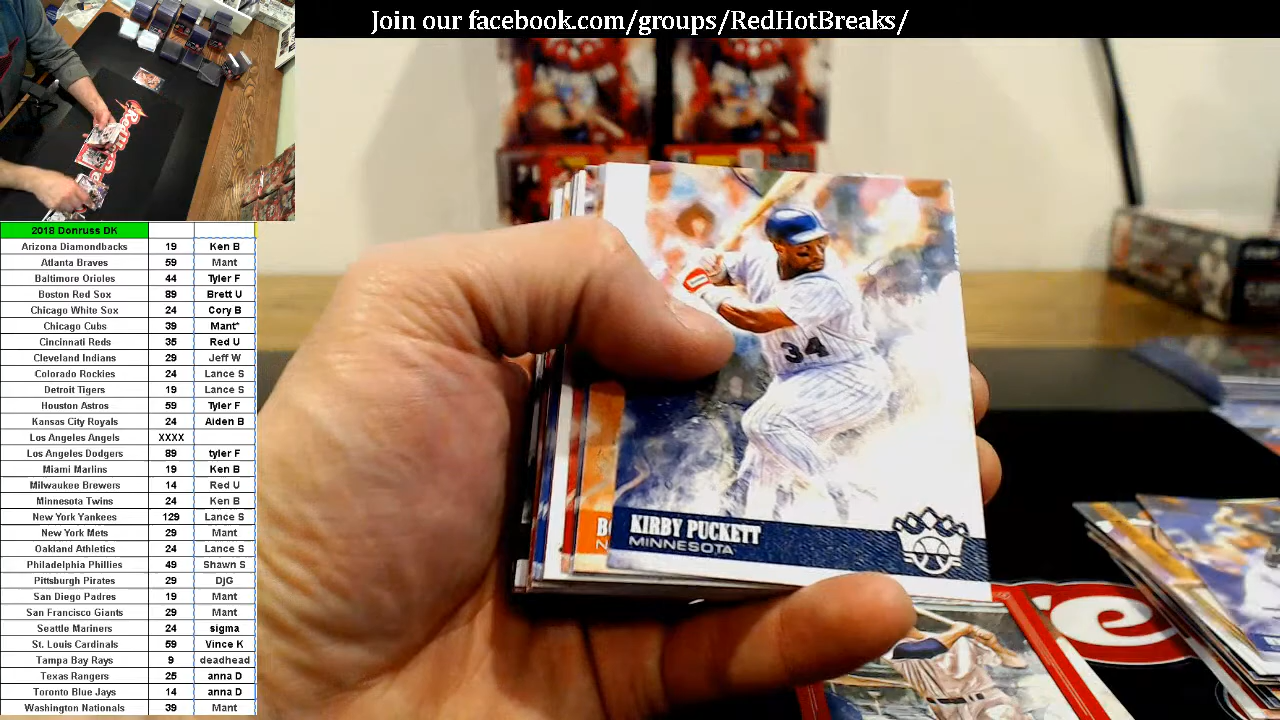 Join our facebook.com/groups/RedHotBreaks/
2018 Donruss DK
Arizona Diamondbacks 19 Ken B
Atlanta Braves 59 Mant
Baltimore Orioles 44 Tyler F
Boston Red Sox 89 Brett U
Chicago White Sox 24 Cory B
Chicago Cubs 39 Mant*
Cincinnati Reds 35 Red U
Cleveland Indians 29 Jeff W
Colorado Rockies 24 Lance S
Detroit Tigers 19 Lance S
Houston Astros 59 Tyler F
Kansas City Royals 24 Aiden B
Los Angeles Angels XXXX
Los Angeles Dodgers 89 tyler F
Miami Marlins 19 Ken B
Milwaukee Brewers 14 Red U
Minnesota Twins 24 Ken B
New York Yankees 129 Lance S
New York Mets 29 Mant
Oakland Athletics 24 Lance S
Philadelphia Phillies 49 Shawn S
Pittsburgh Pirates 29 DjG
San Diego Padres 19 Mant
San Francisco Giants 29 Mant
Seattle Mariners 24 sigma
St. Louis Cardinals 59 Vince K
Tampa Bay Rays 9 deadhead
Texas Rangers 25 anna D
Toronto Blue Jays 14 anna D
Washington Nationals 39 Mant
34
KIRBY PUCKETT
MINNESOTA